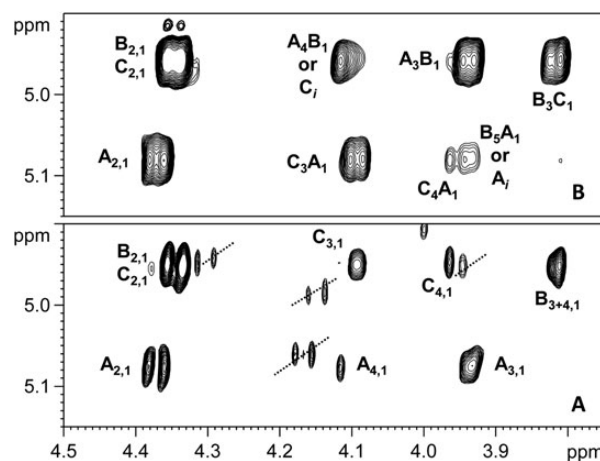 ppm
B2,1
C2,1
A4B1
or
Ci
A3B1
B3C1
5.0
A2,1
C3A1
C4A1
B5A1
or
Ai
B
5.1
ppm
B2,1
C2,1
C3,1
C4,1
B3+4,1
5.0
A2,1
A4,1
A3,1
5.1
A
4.5 4.4 4.3 4.2 4.1 4.0 3.9 ppm